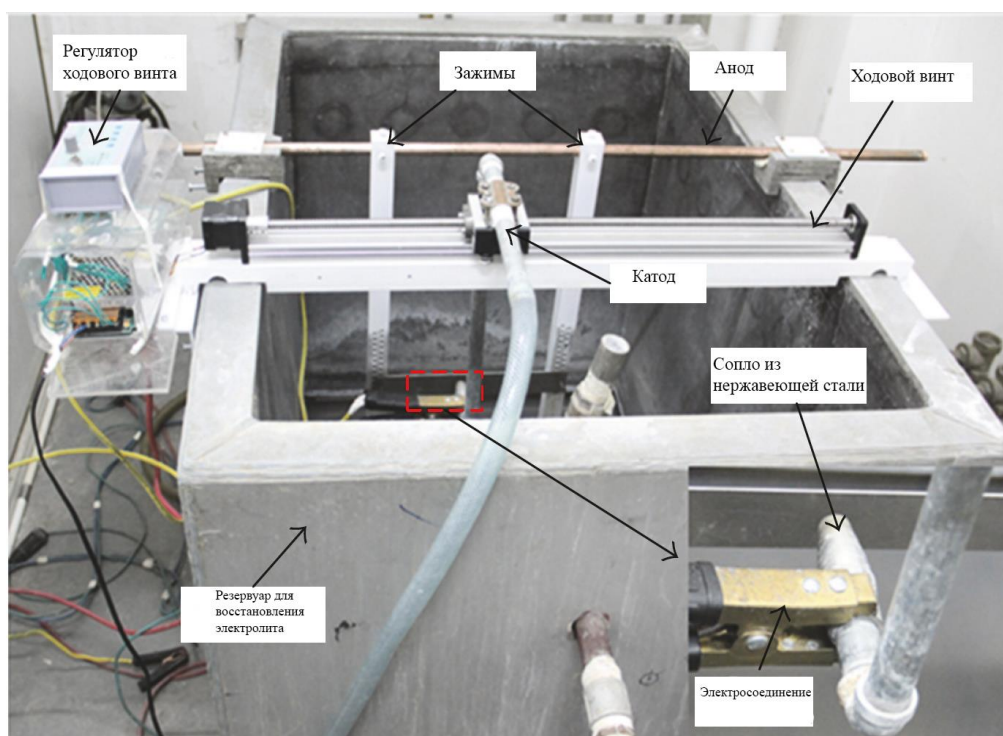 Регулятор
ходового винта
Зажимы
Анод
Ходовой винт
Катод
Сопло из
нержавеющей стали
Резервуар для
восстановления
электролита
Электросоединение